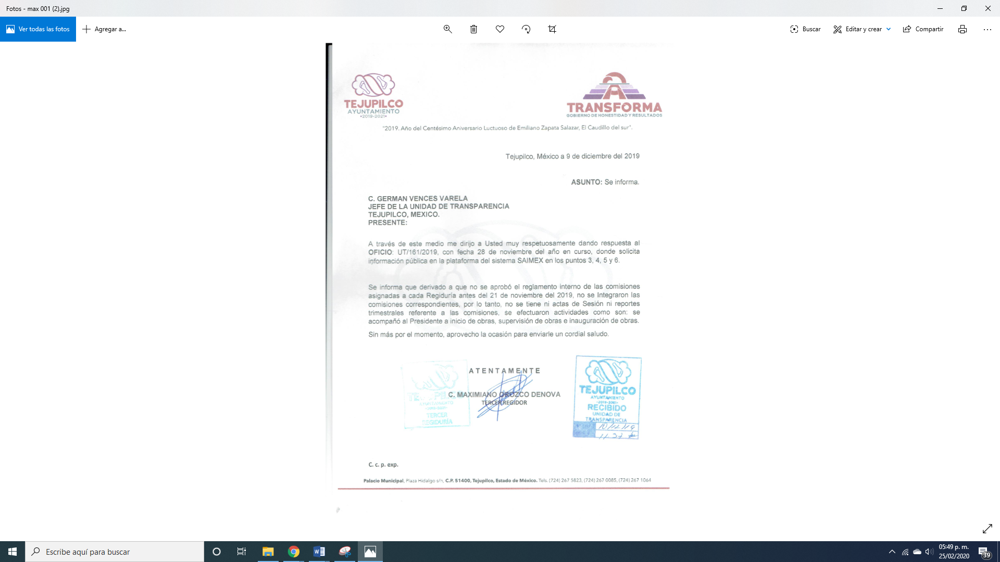 Fotos - max 001 (2).jpg
Ver todas las fotos
Agregar a...
Buscar
Editar y crear
Compartir
TEJUPILCO
AYUNTAMIENTO
•2019-2021•
TRANSFORMA
GOBIERNO DE HONESTIDAD Y RESULTADOS
"2019. Año del Centésimo Aniversario Luctuoso de Emiliano Zapata Salazar, El Caudillo del sur".
Tejupilco, México a 9 de diciembre del 2019
ASUNTO: Se informa.
C. GERMAN VENCES VARELA
JEFE DE LA UNIDAD DE TRANSPARENCIA
TEJUPILCO, MEXICO.
PRESENTE:
A través de este medio me dirijo a Usted muy respetuosamente dando respuesta al
OFICIO: UT/161/2019, con fecha 28 de noviembre del año en curso, donde solicita
información pública en la plataforma del sistema SAIMEX en los puntos 3, 4, 5 y 6.
Se informa que derivado a que no se aprobó el reglamento interno de las comisiones
asignadas a cada Regiduría antes del 21 de noviembre del 2019, no se Integraron las
comisiones correspondientes, por lo tanto, no se tiene ni actas de Sesión ni reportes
trimestrales referente a las comisiones, se efectuaron actividades como son: se
acompañó al Presidente a inicio de obras, supervisión de obras e inauguración de obras.
Sin más por el momento, aprovecho la ocasión para enviarle un cordial saludo.
ATENTAMENTE
C. MAXIMIANO OROZCO DENOVA
TERCER REGIDOR
TEJUPILCO
AYUNTAMIENTO
•2019-2021•
TERCER
REGIDURÍA
TEJUPILCO
AYUNTAMIENTO
•2019-2021•
RECIBIDO
UNIDAD DE
TRANSPARENCIA
10/12/19
11:37
C. c. p. exp.
Palacio Municipal, Plaza Hidalgo s/n, C.P. 51400, Tejupilco, Estado de México. Tels. (724) 267 5823, (724) 267 0085, (724) 267 1064
Escribe aquí para buscar
05:49 p. m.
25/02/2020
39